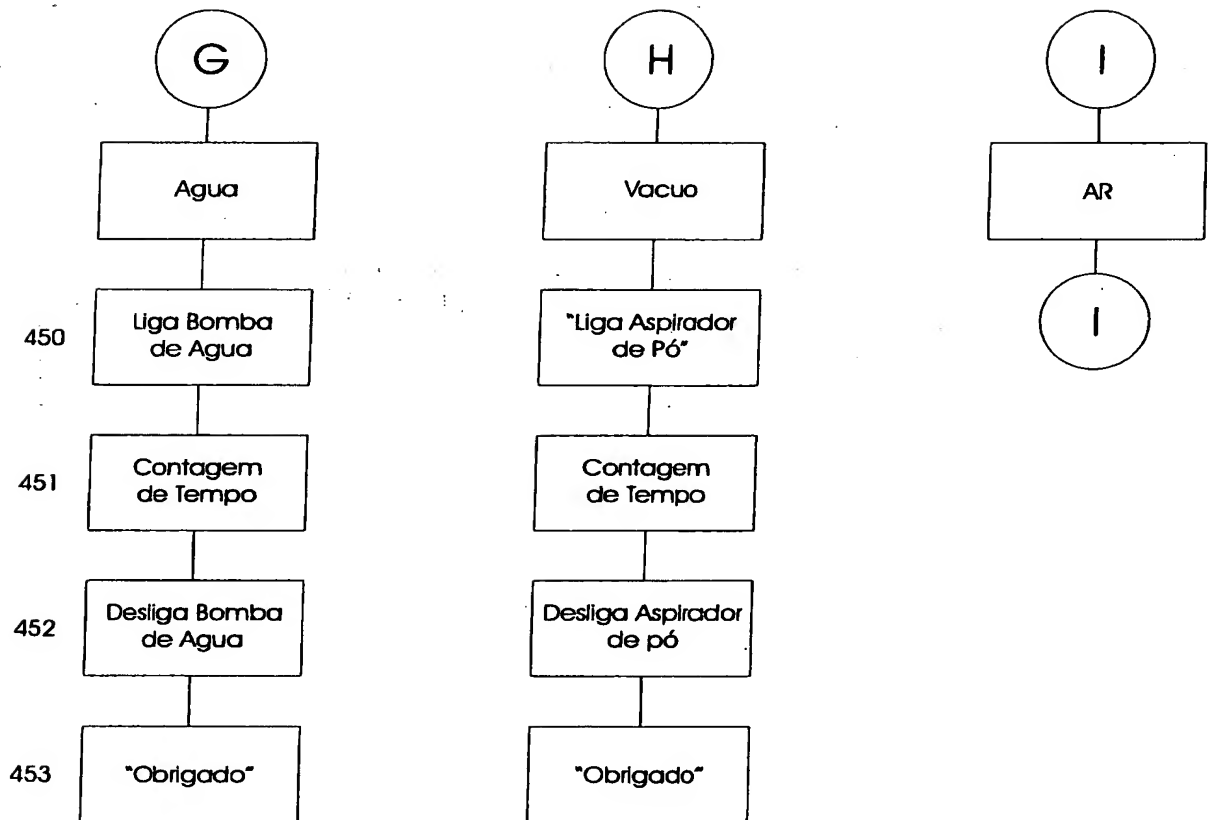 G
Agua
450
Liga Bomba
de Agua
451
Contagem
de Tempo
452
Desliga Bomba
de Agua
453
"Obrigado"
H
Vacuo
"Liga Aspirador
de Pó"
Contagem
de Tempo
Desliga Aspirador
de pó
"Obrigado"
I
AR
I